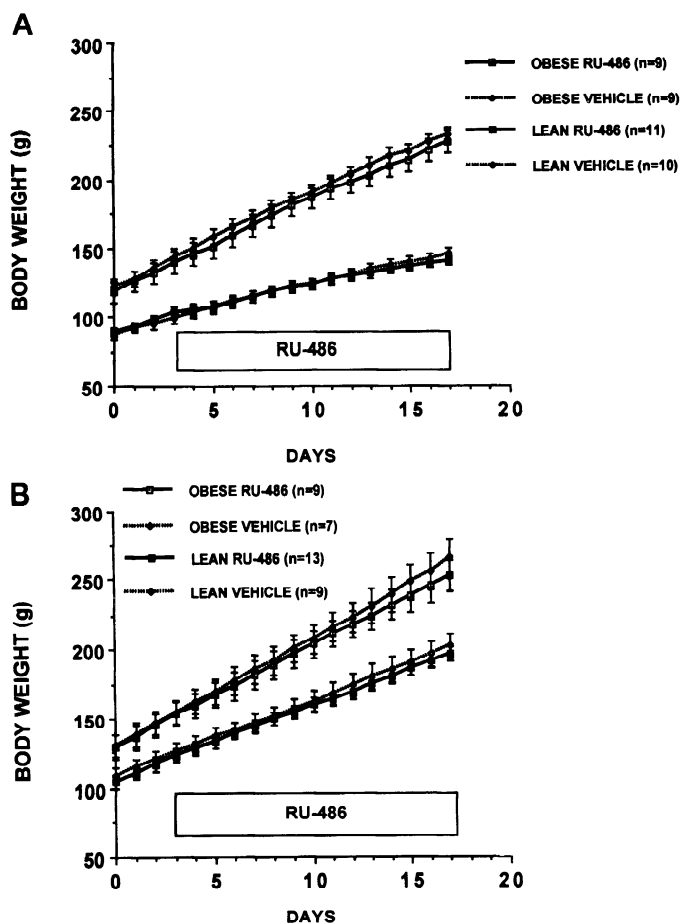 A
300
250
200
150
100
50
BODY WEIGHT (g)
OBESE RU-486 (n=9)
OBESE VEHICLE (n=9)
LEAN RU-486 (n=11)
LEAN VEHICLE (n=10)
RU-486
0 5 10 15 20
DAYS
B
OBESE RU-486 (n=9)
OBESE VEHICLE (n=7)
LEAN RU-486 (n=13)
LEAN VEHICLE (n=9)
300
250
200
150
100
50
BODY WEIGHT (g)
RU-486
0 5 10 15 20
DAYS